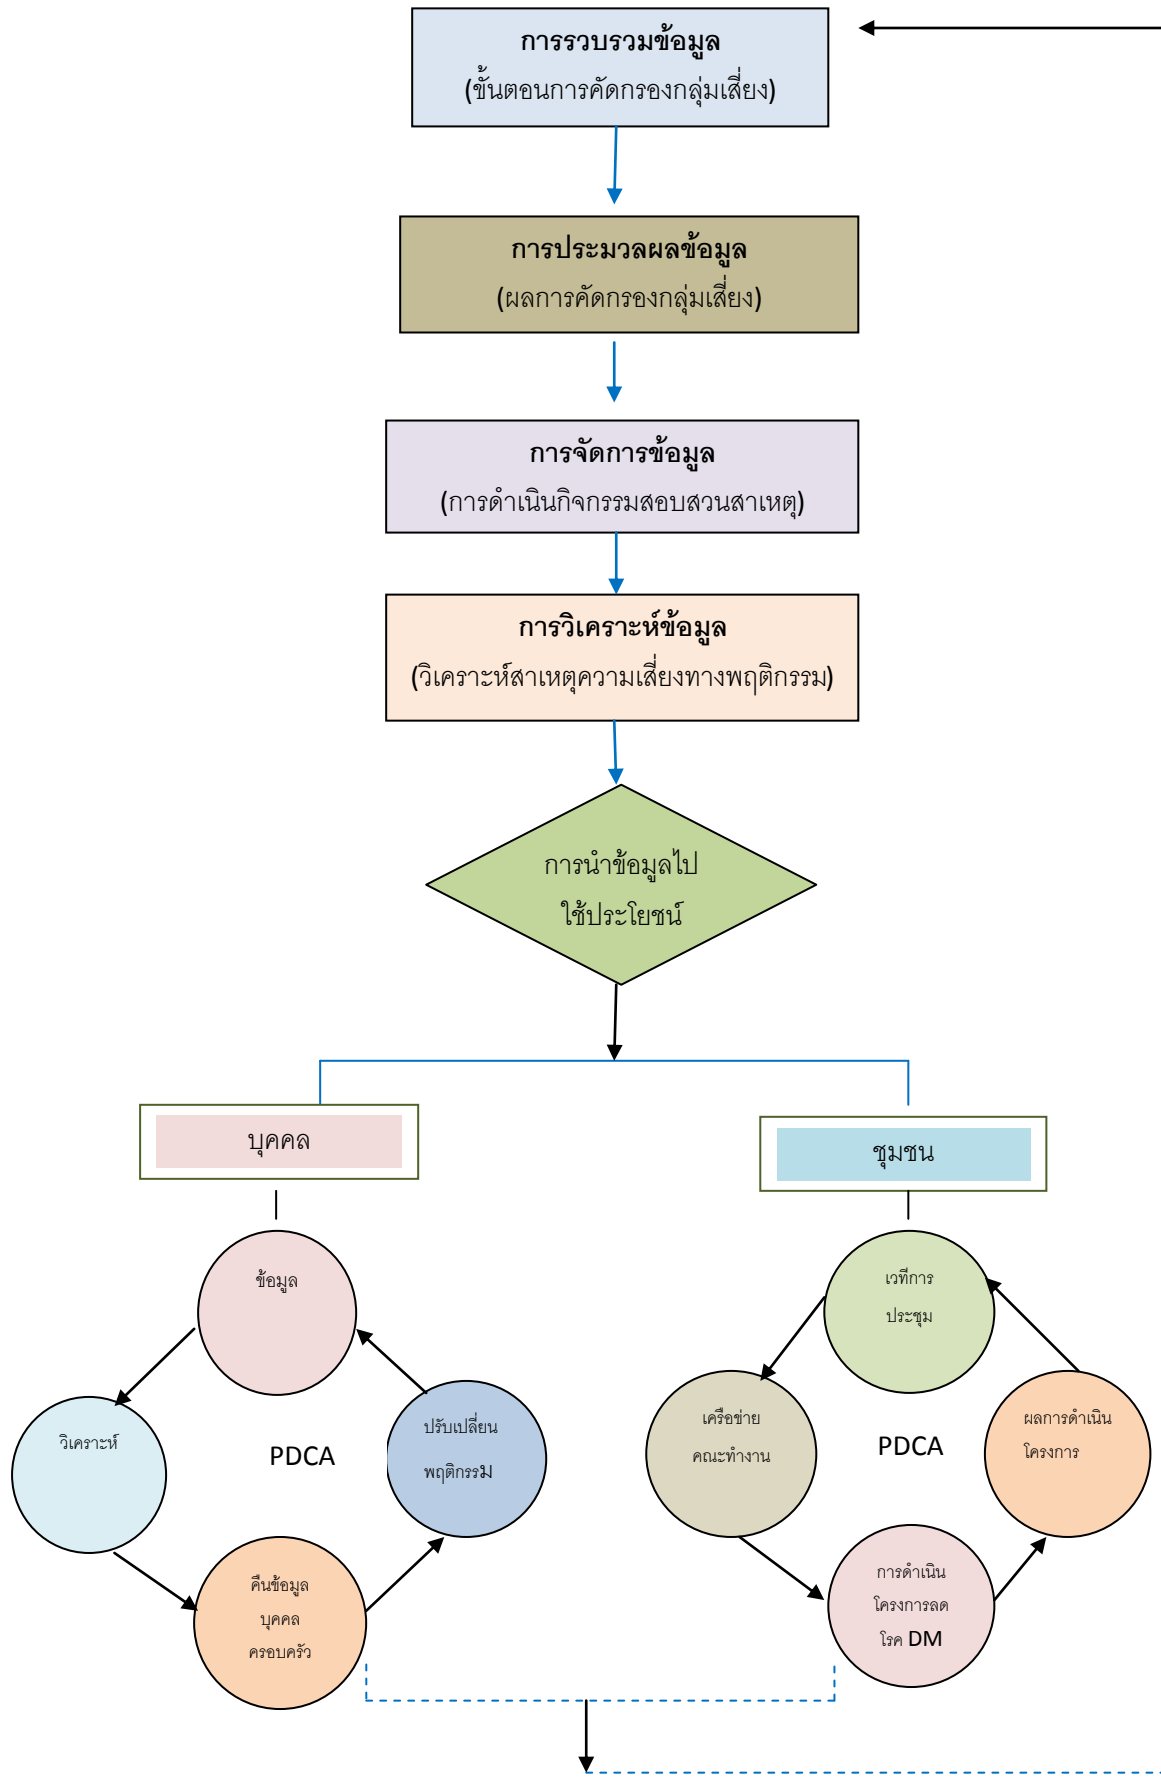 การรวบรวมข้อมูล
(ขั้นตอนการคัดกรองกลุ่มเสี่ยง)
การประมวลผลข้อมูล
(ผลการคัดกรองกลุ่มเสี่ยง)
การจัดการข้อมูล
(การดำเนินกิจกรรมสอบสวนสาเหตุ)
การวิเคราะห์ข้อมูล
(วิเคราะห์สาเหตุความเสี่ยงทางพฤติกรรม)
การนำข้อมูลไป
ใช้ประโยชน์
บุคคล
ข้อมูล
วิเคราะห์
PDCA
ปรับเปลี่ยน
พฤติกรรม
คืนข้อมูล
บุคคล
ครอบครัว
ชุมชน
เวทีการ
ประชุม
เครือข่าย
คณะทำงาน
PDCA
ผลการดำเนิน
โครงการ
การดำเนิน
โครงการลด
โรค DM